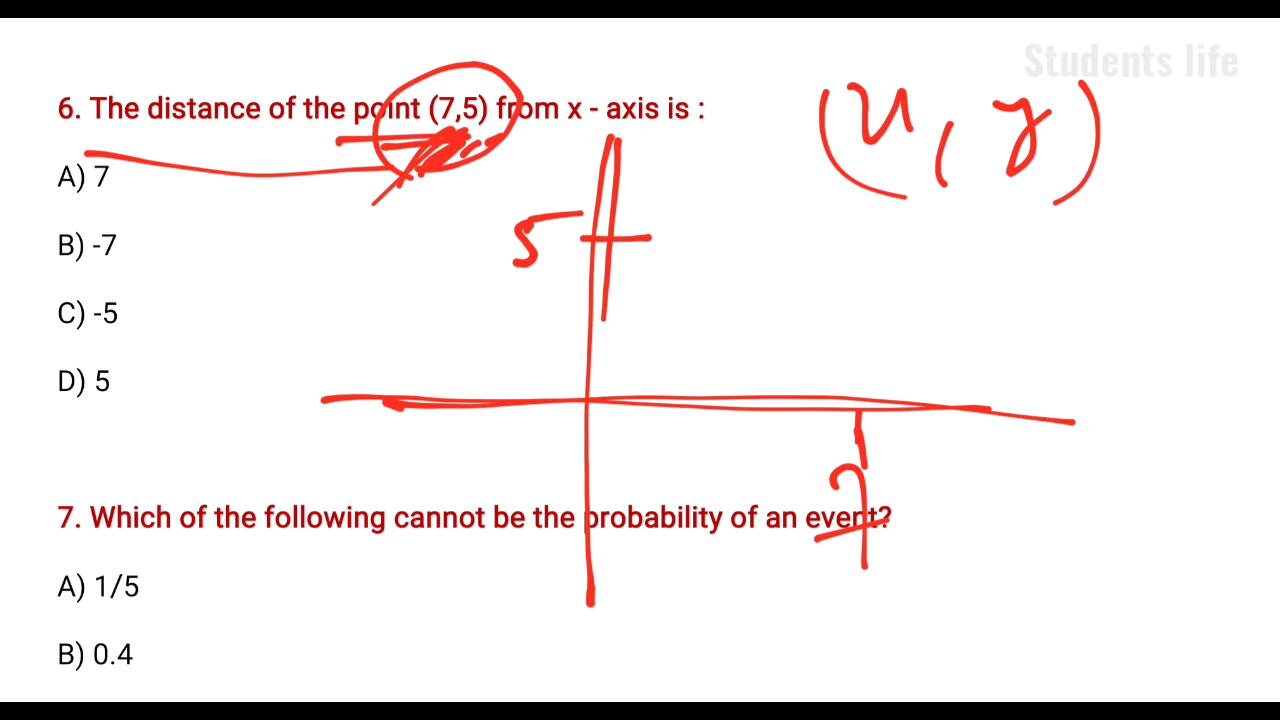 Students life
6. The distance of the point (7,5) from x - axis is :
(x, y)
A) 7
B) -7
5
C) -5
D) 5
7
7. Which of the following cannot be the probability of an event?
A) 1/5
B) 0.4